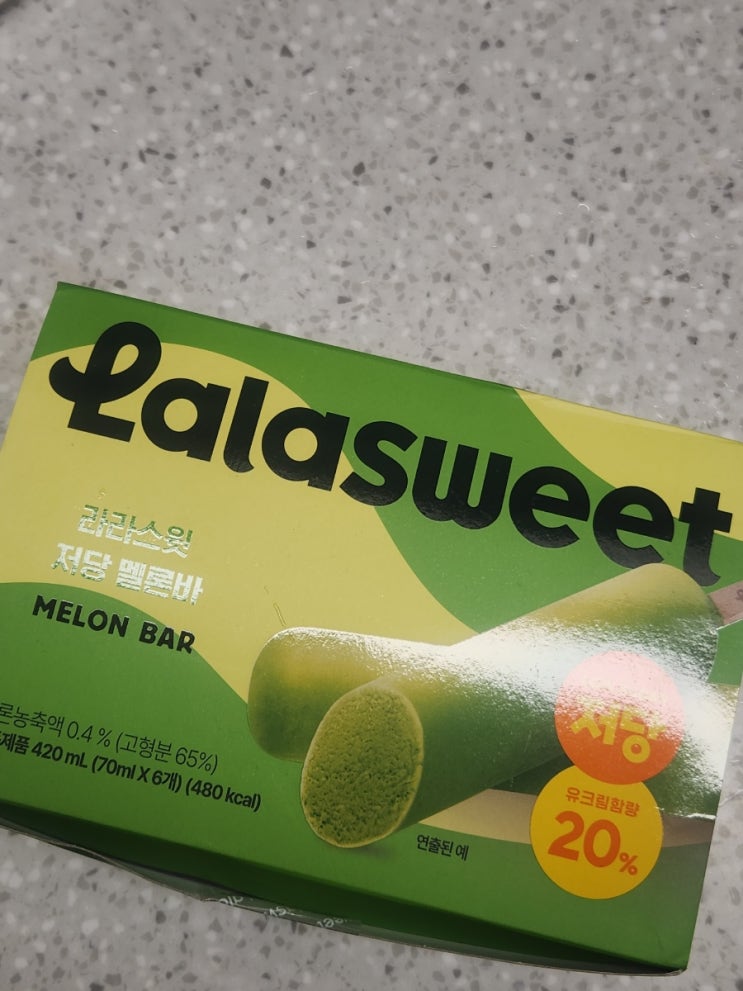 Lalasweet
라라스윗
저당 멜론바
MELON BAR
론농축액 0.4 % (고형분 65%)
제품 420 mL (70ml X 6개) (480 kcal)
저당
유크림함량
20%
연출된 예